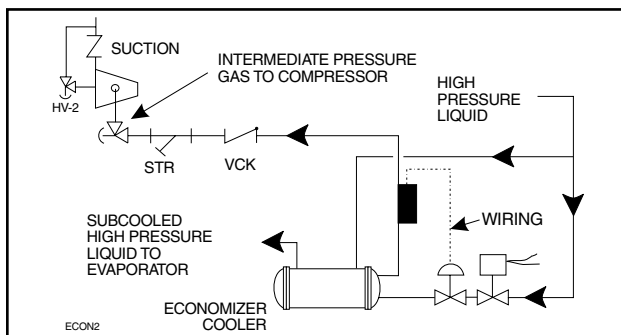 SUCTION
INTERMEDIATE PRESSURE
GAS TO COMPRESSOR
HV-2
HIGH
PRESSURE
LIQUID
STR
VCK
WIRING
SUBCOOLED
HIGH PRESSURE
LIQUID TO
EVAPORATOR
ECONOMIZER
COOLER
ECON2